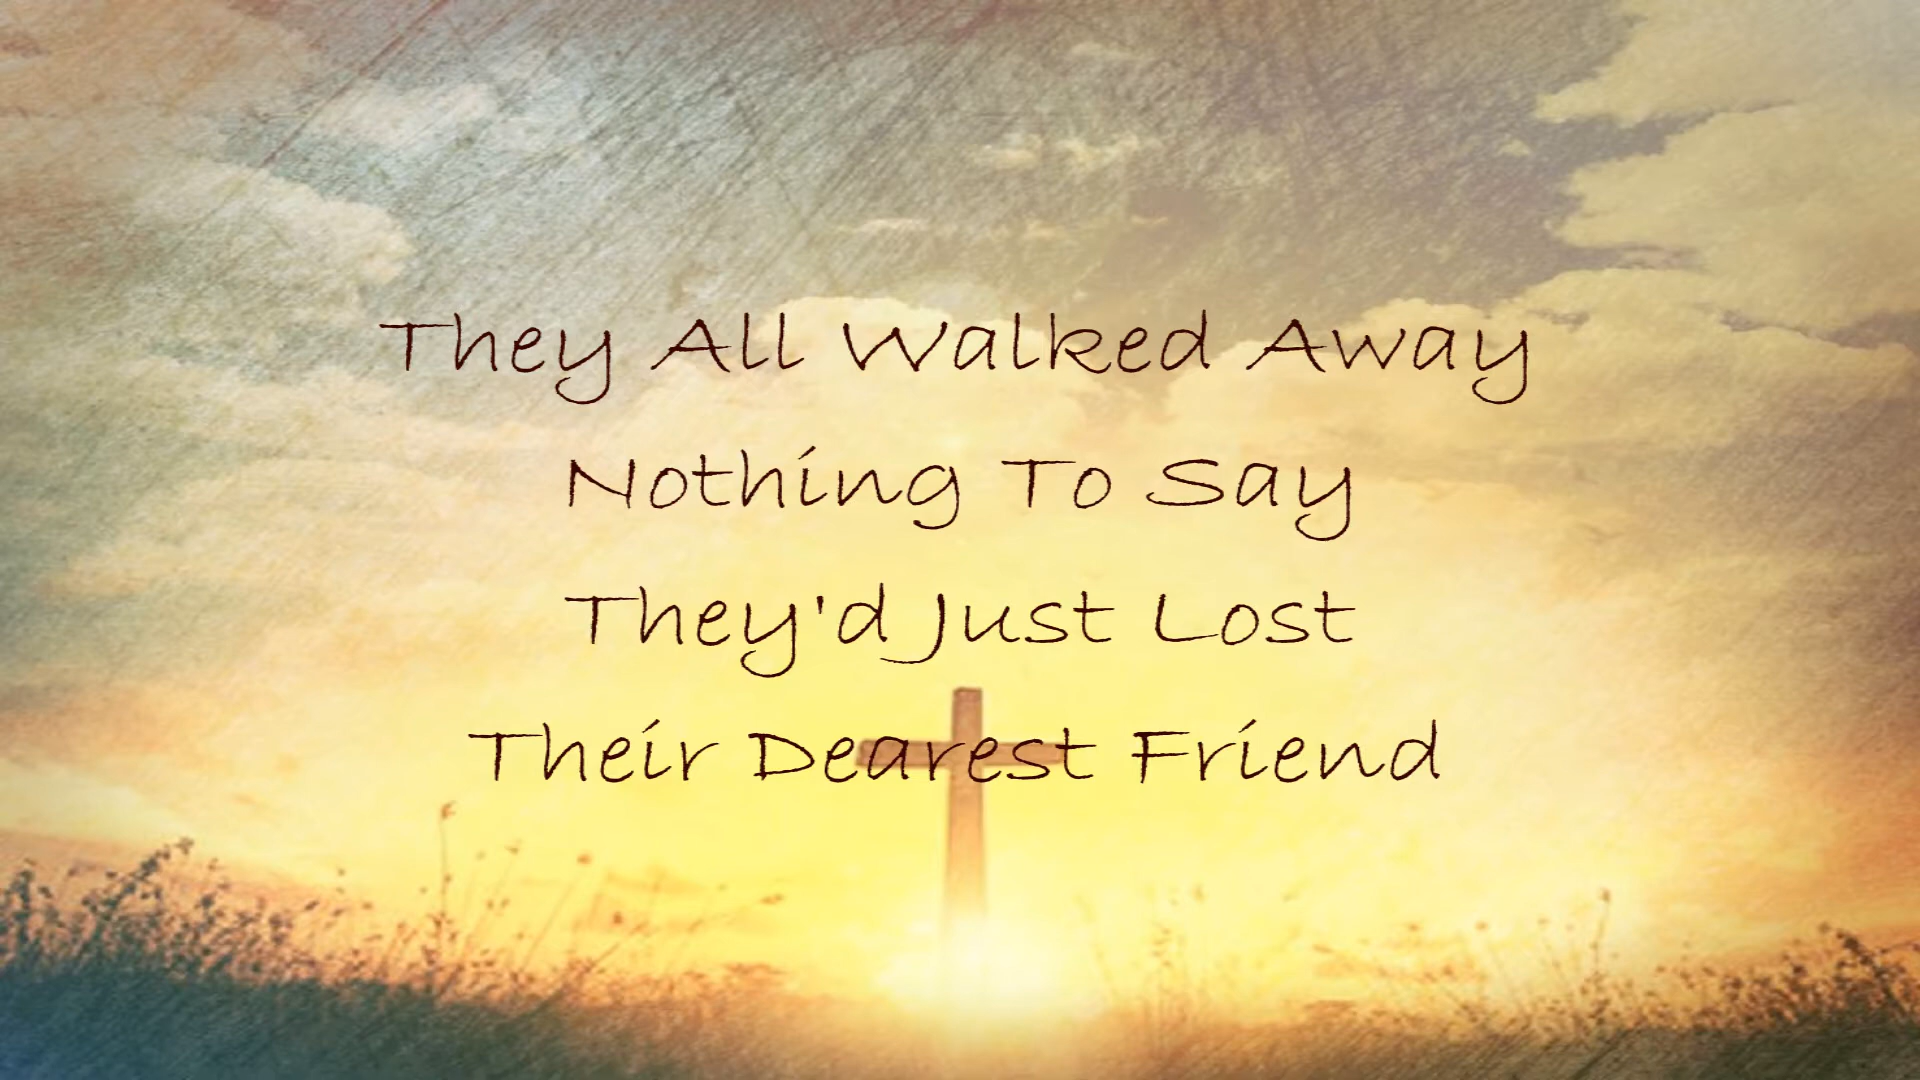 They All Walked Away
Nothing To Say
They'd Just Lost
Their Dearest Friend